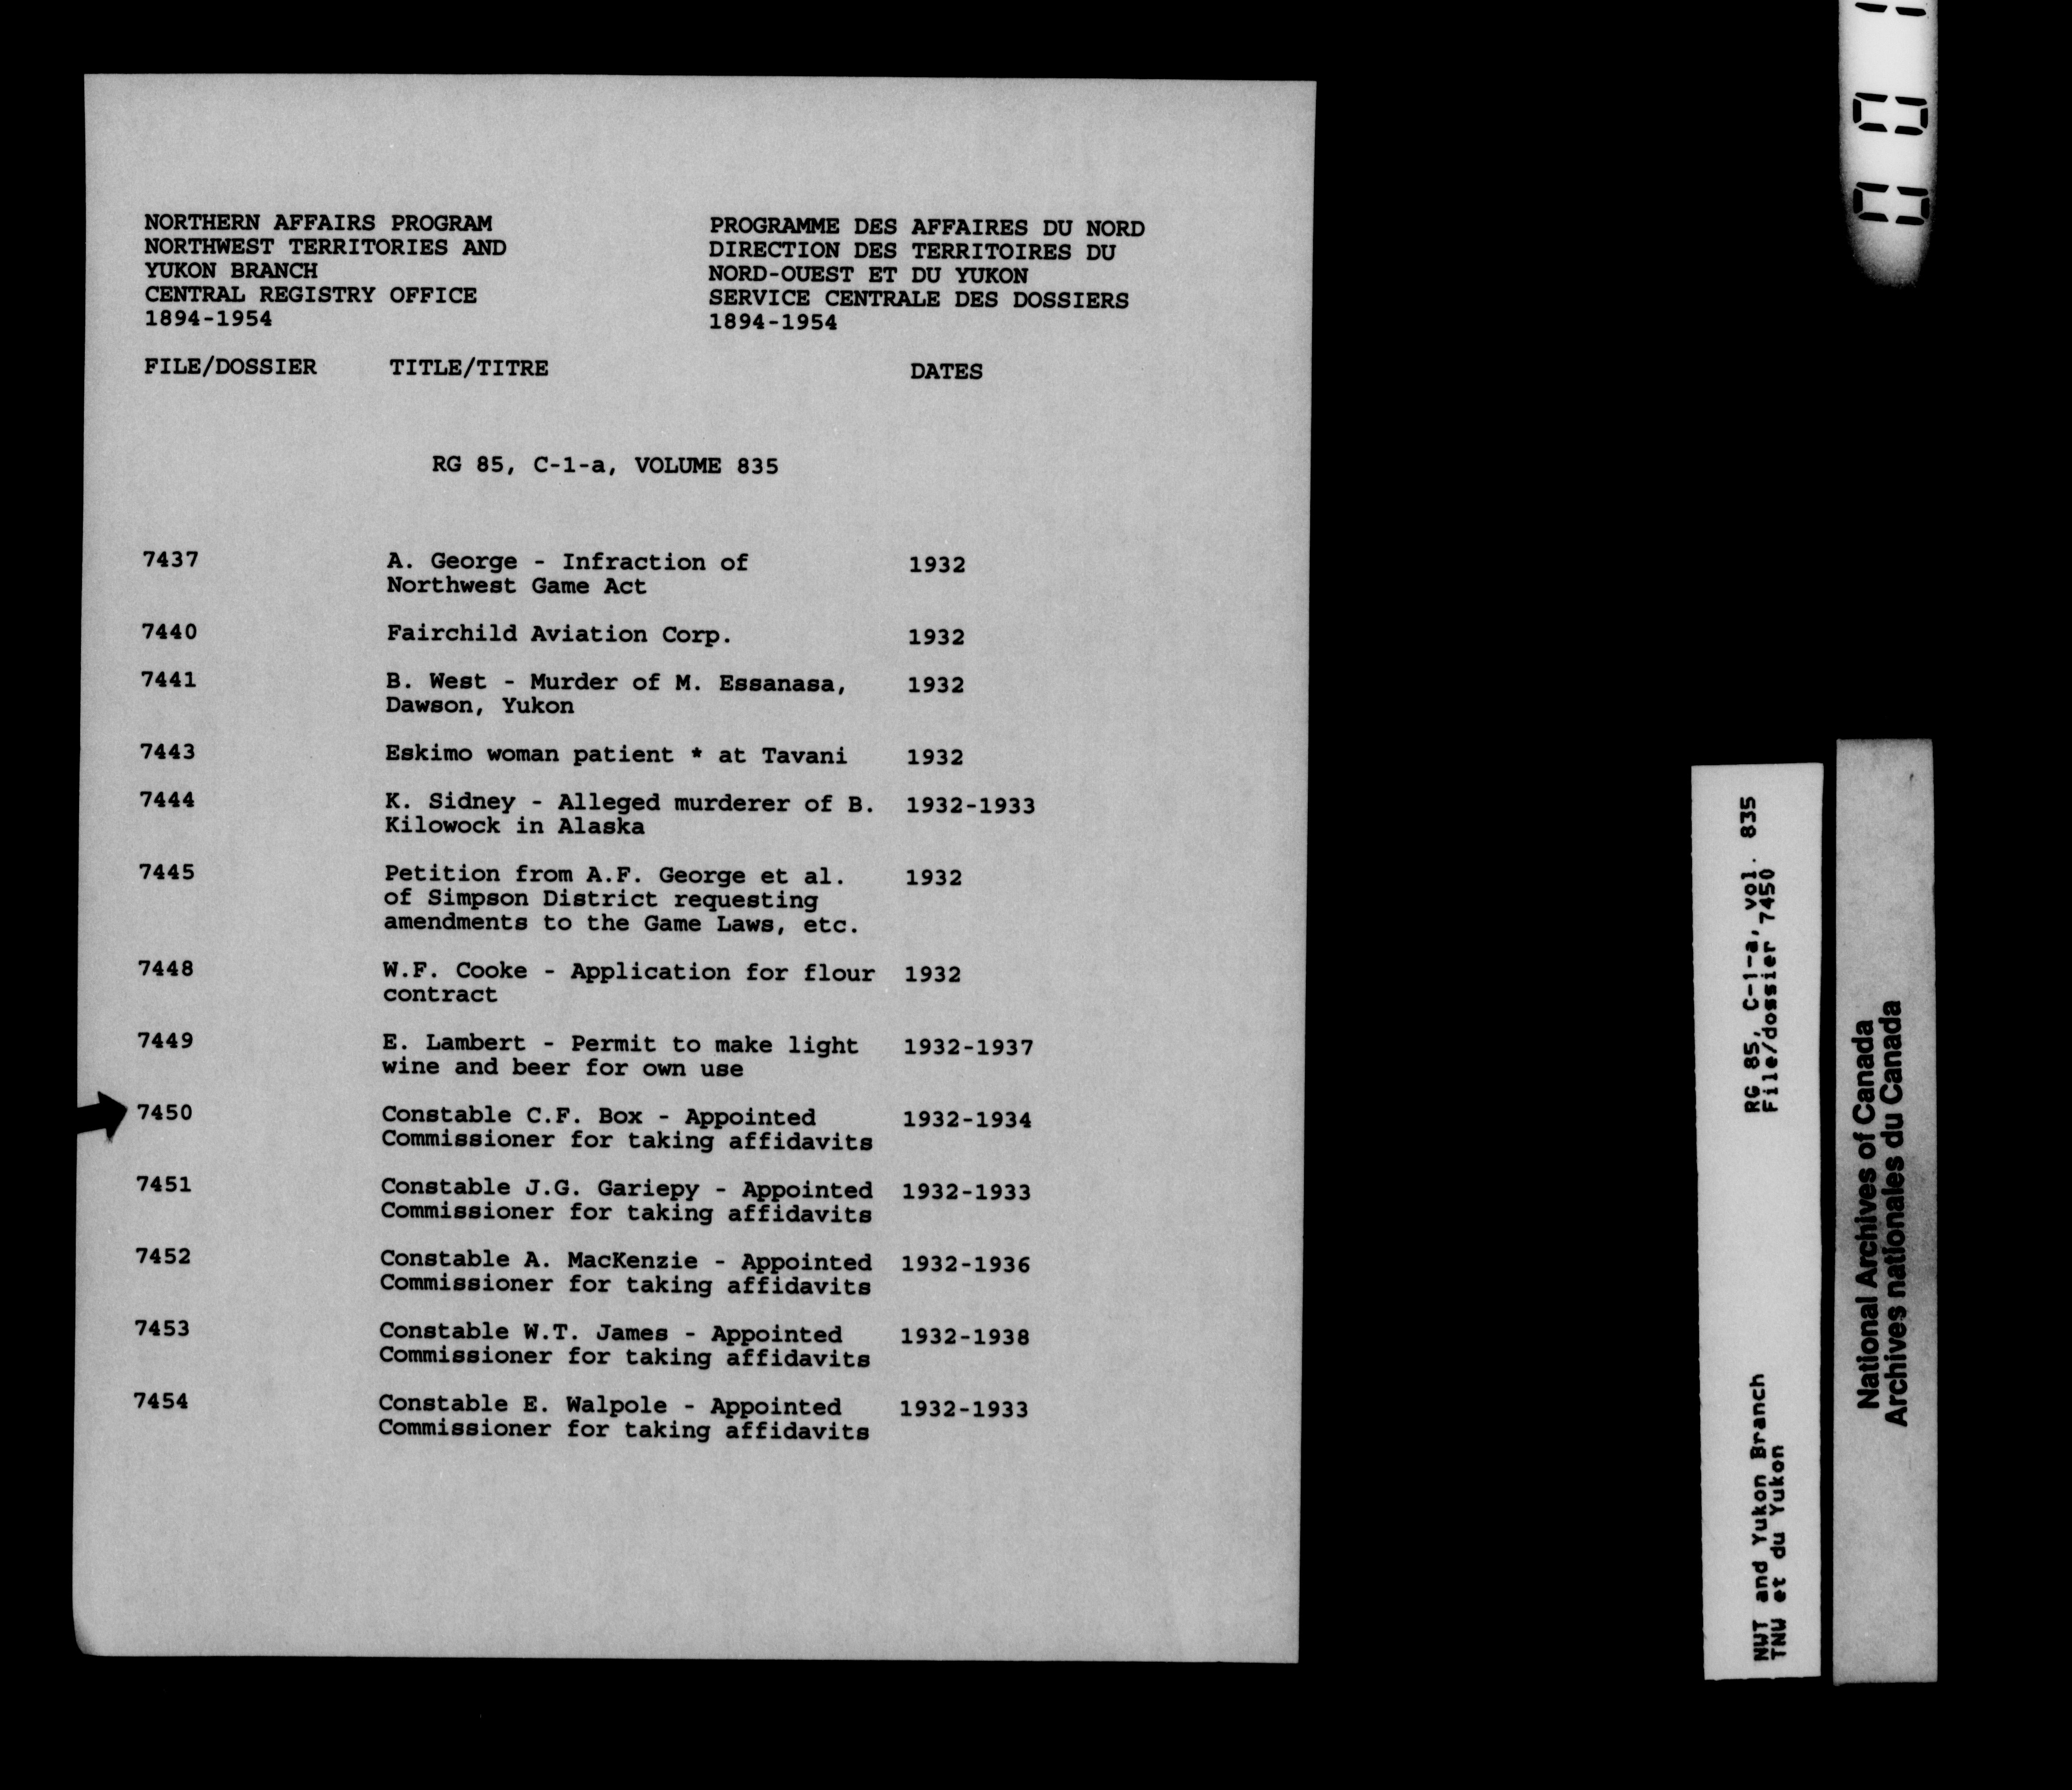 NORTHERN AFFAIRS PROGRAM
NORTHWEST TERRITORIES AND
YUKON BRANCH
CENTRAL REGISTRY OFFICE
1894-1954
PROGRAMME DES AFFAIRES DU NORD
DIRECTION DES TERRITOIRES DU
NORD-OUEST ET DU YUKON
SERVICE CENTRALE DES DOSSIERS
1894-1954
FILE/DOSSIER TITLE/TITRE DATES
RG 85, C-1-a, VOLUME 835
7437 A. George - Infraction of 1932
Northwest Game Act
7440 Fairchild Aviation Corp. 1932
7441 B. West - Murder of M. Essanasa, 1932
Dawson, Yukon
7443 Eskimo woman patient * at Tavani 1932
7444 K. Sidney - Alleged murderer of B. 1932-1933
Kilowock in Alaska
7445 Petition from A.F. George et al. 1932
of Simpson District requesting
amendments to the Game Laws, etc.
7448 W.F. Cooke - Application for flour 1932
contract
7449 E. Lambert - Permit to make light 1932-1937
wine and beer for own use
7450 Constable C.F. Box - Appointed 1932-1934
Commissioner for taking affidavits
7451 Constable J.G. Gariepy - Appointed 1932-1933
Commissioner for taking affidavits
7452 Constable A. MacKenzie - Appointed 1932-1936
Commissioner for taking affidavits
7453 Constable W.T. James - Appointed 1932-1938
Commissioner for taking affidavits
7454 Constable E. Walpole - Appointed 1932-1933
Commissioner for taking affidavits
NWT and Yukon Branch RG 85, C-1-a, vol. 835
TNW et du Yukon File/dossier 7450
National Archives of Canada
Archives nationales du Canada